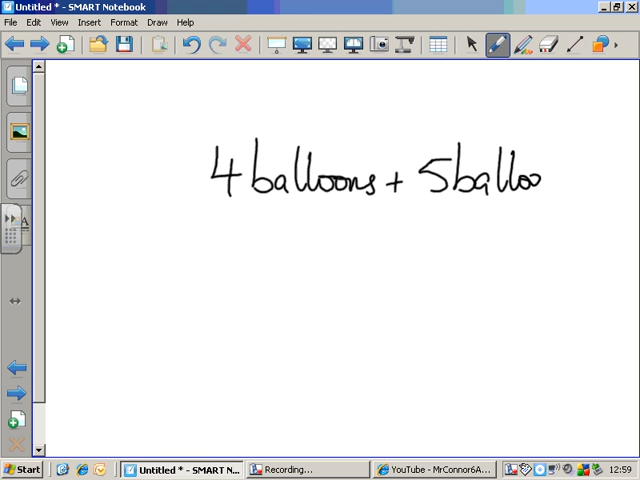 Untitled * - SMART Notebook
File Edit View Insert Format Draw Help
4 balloons + 5 balloo
A
Start
Untitled * - SMART N...
Recording...
YouTube - MrConnor6A...
12:59